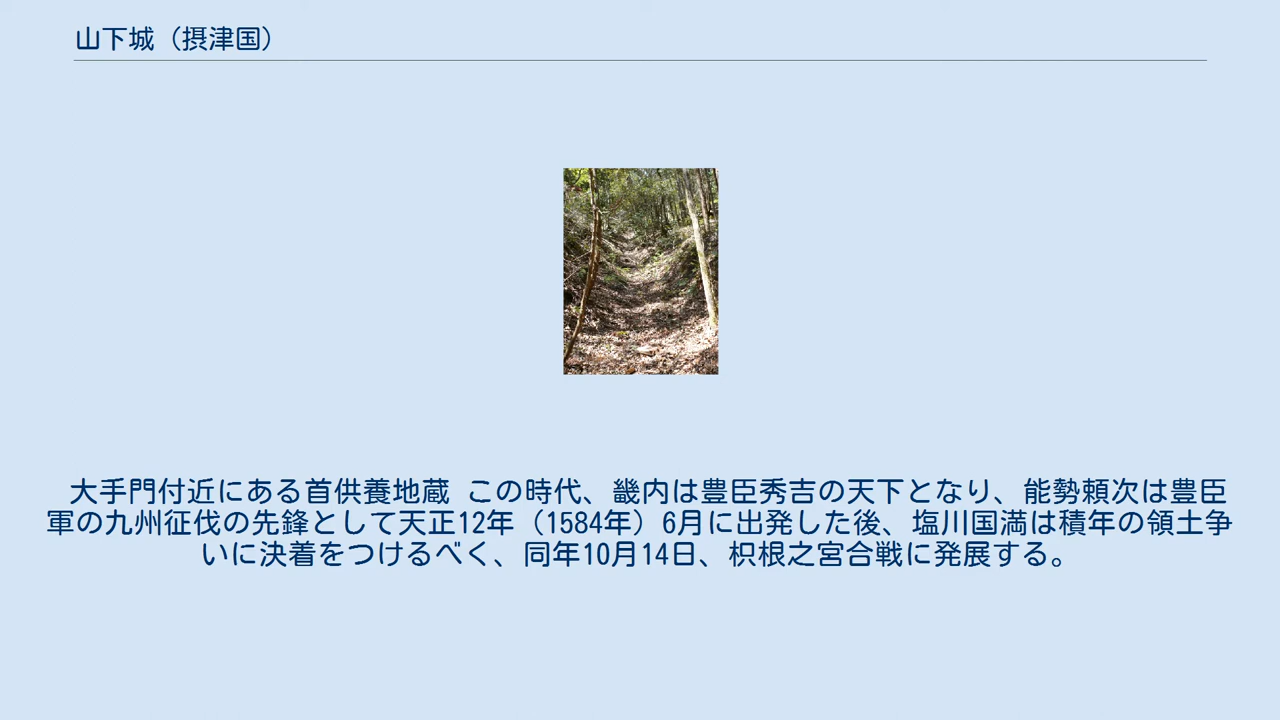 山下城（摂津国）
大手門付近にある首供養地蔵 この時代、畿内は豊臣秀吉の天下となり、能勢頼次は豊臣
軍の九州征伐の先鋒として天正12年（1584年）6月に出発した後、塩川国満は積年の領土争
いに決着をつけるべく、同年10月14日、枳根之宮合戦に発展する。